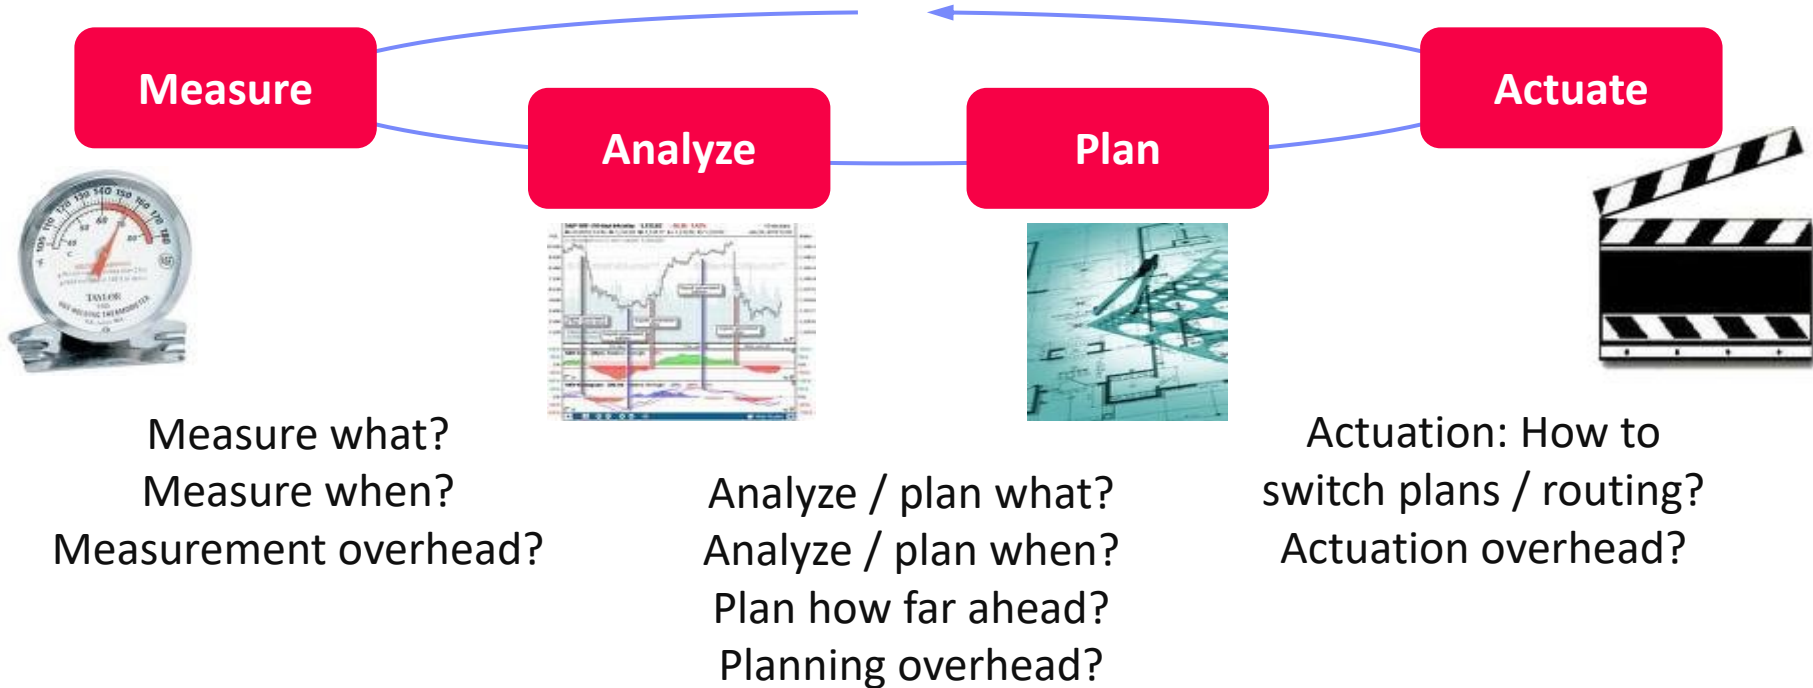 Measure
Analyze
Plan
Actuate
TAYLOR
Measure what?
Measure when?
Measurement overhead?
Analyze / plan what?
Analyze / plan when?
Plan how far ahead?
Planning overhead?
Actuation: How to
switch plans / routing?
Actuation overhead?